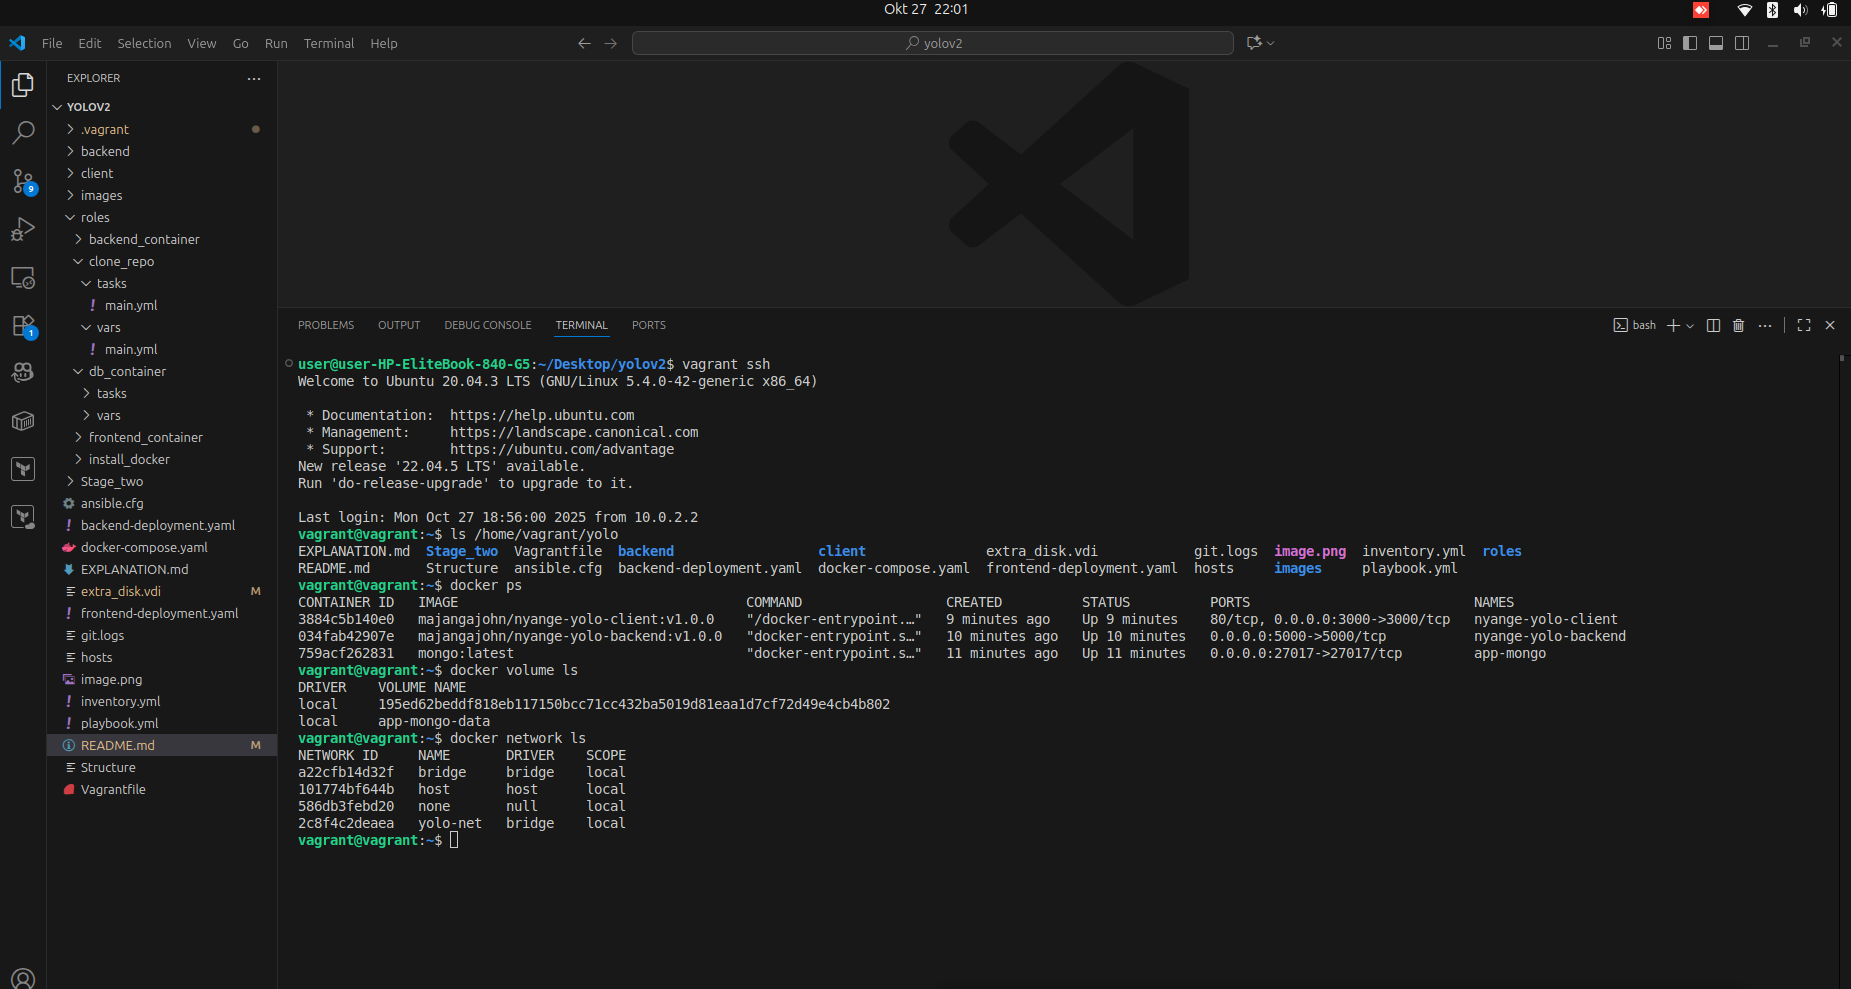 Okt 27 22:01
File Edit Selection View Go Run Terminal Help
yolov2
EXPLORER
YOLOV2
.vagrant
backend
client
images
roles
backend_container
clone_repo
tasks
! main.yml
vars
! main.yml
db_container
tasks
vars
frontend_container
install_docker
Stage_two
ansible.cfg
! backend-deployment.yaml
docker-compose.yaml
EXPLANATION.md
extra_disk.vdi M
! frontend-deployment.yaml
git.logs
hosts
image.png
! inventory.yml
! playbook.yml
README.md M
Structure
Vagrantfile
9
1
PROBLEMS OUTPUT DEBUG CONSOLE TERMINAL PORTS
bash
user@user-HP-EliteBook-840-G5:~/Desktop/yolov2$ vagrant ssh
Welcome to Ubuntu 20.04.3 LTS (GNU/Linux 5.4.0-42-generic x86_64)
* Documentation: https://help.ubuntu.com
* Management: https://landscape.canonical.com
* Support: https://ubuntu.com/advantage
New release '22.04.5 LTS' available.
Run 'do-release-upgrade' to upgrade to it.
Last login: Mon Oct 27 18:56:00 2025 from 10.0.2.2
vagrant@vagrant:~$ ls /home/vagrant/yolo
EXPLANATION.md Stage_two Vagrantfile backend client extra_disk.vdi git.logs image.png inventory.yml roles
README.md Structure ansible.cfg backend-deployment.yaml docker-compose.yaml frontend-deployment.yaml hosts images playbook.yml
vagrant@vagrant:~$ docker ps
CONTAINER ID IMAGE COMMAND CREATED STATUS PORTS NAMES
3884c5b140e0 majangajohn/nyange-yolo-client:v1.0.0 "/docker-entrypoint.…" 9 minutes ago Up 9 minutes 80/tcp, 0.0.0.0:3000->3000/tcp nyange-yolo-client
034fab42907e majangajohn/nyange-yolo-backend:v1.0.0 "docker-entrypoint.s…" 10 minutes ago Up 10 minutes 0.0.0.0:5000->5000/tcp nyange-yolo-backend
759acf262831 mongo:latest "docker-entrypoint.s…" 11 minutes ago Up 11 minutes 0.0.0.0:27017->27017/tcp app-mongo
vagrant@vagrant:~$ docker volume ls
DRIVER VOLUME NAME
local 195ed62beddf818eb117150bcc71cc432ba5019d81eaa1d7cf72d49e4cb4b802
local app-mongo-data
vagrant@vagrant:~$ docker network ls
NETWORK ID NAME DRIVER SCOPE
a22cfb14d32f bridge bridge local
101774bf644b host host local
586db3febd20 none null local
2c8f4c2deaea yolo-net bridge local
vagrant@vagrant:~$